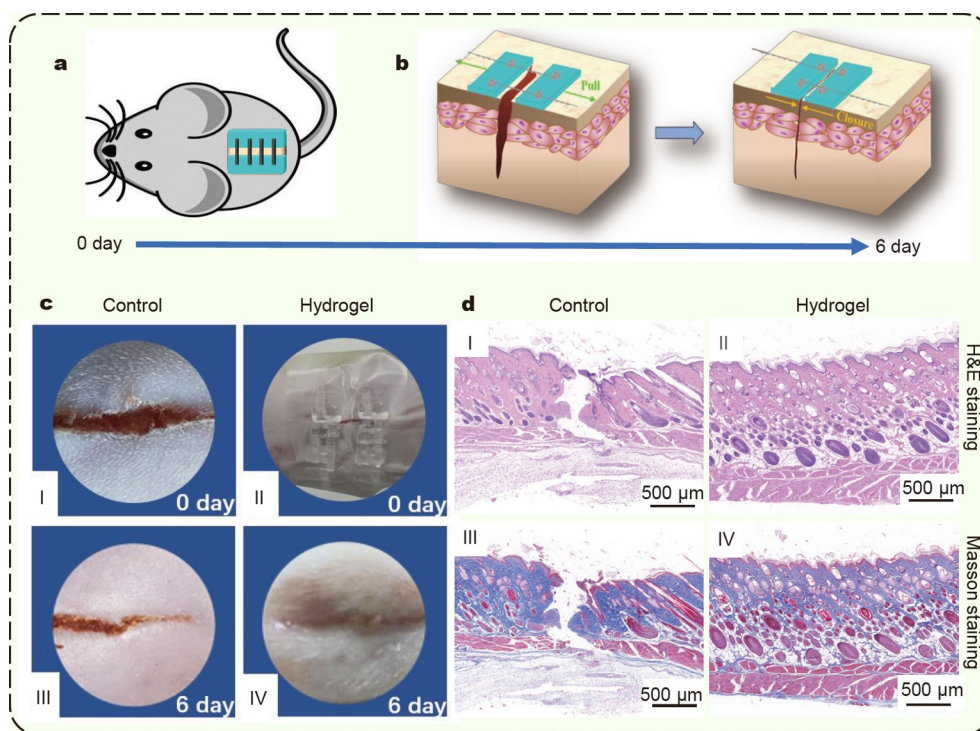 a
b
Pull
Closure
0 day
6 day
c
Control
Hydrogel
I
0 day
II
0 day
III
6 day
IV
6 day
d
Control
Hydrogel
I
500 μm
II
500 μm
H&E staining
III
500 μm
IV
500 μm
Masson staining